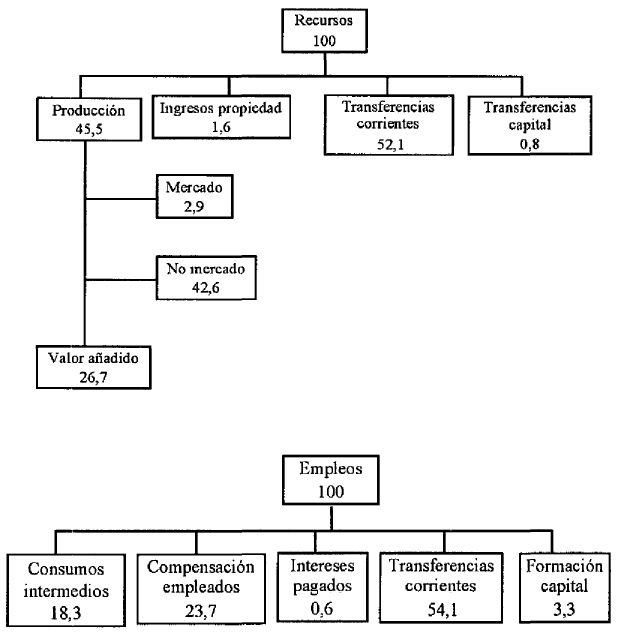 Recursos
100
Producción
45,5
Ingresos propiedad
1,6
Transferencias
corrientes
52,1
Transferencias
capital
0,8
Mercado
2,9
No mercado
42,6
Valor añadido
26,7
Empleos
100
Consumos
intermedios
18,3
Compensación
empleados
23,7
Intereses
pagados
0,6
Transferencias
corrientes
54,1
Formación
capital
3,3